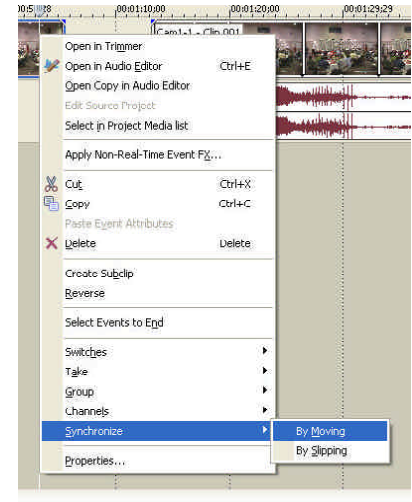 00:01:10;00 00:01:20;00 00:01:29;29
Cam1-1 - Clip 001
Open in Trimmer
Open in Audio Editor Ctrl+E
Open Copy in Audio Editor
Edit Source Project
Select in Project Media list
Apply Non-Real-Time Event FX...
Cut Ctrl+X
Copy Ctrl+C
Paste Event Attributes
Delete Delete
Create Subclip
Reverse
Select Events to End
Switches
Take
Group
Channels
Synchronize By Moving
By Slipping
Properties...